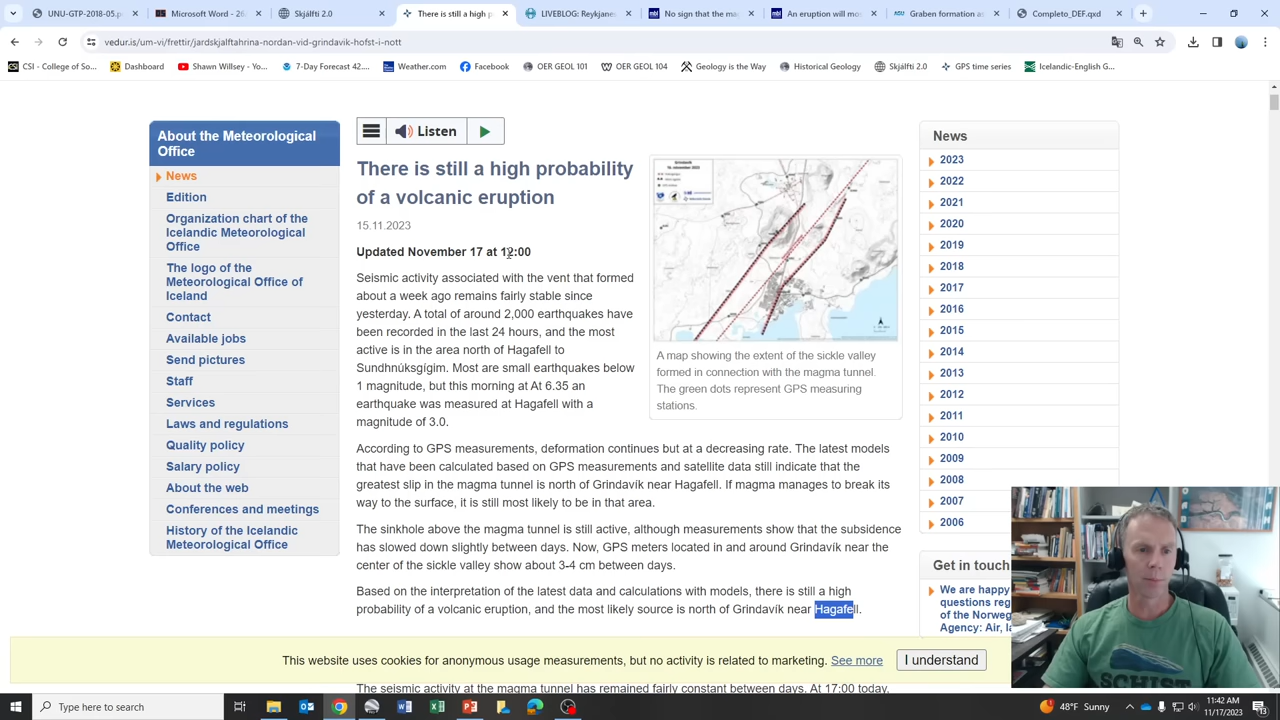 UNU-GTP-2018-05.p
Microsoft Word - 26
Skjálfti 2.0
There is still a high p
LIVEBLOG: Reykjanes
No sign that the mag
An eruption will mos
Graben formation as
Completo_DEF.qxd
vedur.is/um-vi/frettir/jardskjalftahrina-nordan-vid-grindavik-hofst-i-nott
CSI - College of So...
Dashboard
Shawn Willsey - Yo...
7-Day Forecast 42....
Weather.com
Facebook
OER GEOL 101
OER GEOL 104
Geology is the Way
Historical Geology
Skjálfti 2.0
GPS time series
Icelandic-English G...
About the Meteorological
Office
News
Edition
Organization chart of the
Icelandic Meteorological
Office
The logo of the
Meteorological Office of
Iceland
Contact
Available jobs
Send pictures
Staff
Services
Laws and regulations
Quality policy
Salary policy
About the web
Conferences and meetings
History of the Icelandic
Meteorological Office
Listen
There is still a high probability
of a volcanic eruption
15.11.2023
Updated November 17 at 12:00
Seismic activity associated with the vent that formed
about a week ago remains fairly stable since
yesterday. A total of around 2,000 earthquakes have
been recorded in the last 24 hours, and the most
active is in the area north of Hagafell to
Sundhnúksgígim. Most are small earthquakes below
1 magnitude, but this morning at At 6.35 an
earthquake was measured at Hagafell with a
magnitude of 3.0.
According to GPS measurements, deformation continues but at a decreasing rate. The latest models
that have been calculated based on GPS measurements and satellite data still indicate that the
greatest slip in the magma tunnel is north of Grindavík near Hagafell. If magma manages to break its
way to the surface, it is still most likely to be in that area.
The sinkhole above the magma tunnel is still active, although measurements show that the subsidence
has slowed down slightly between days. Now, GPS meters located in and around Grindavík near the
center of the sickle valley show about 3-4 cm between days.
Based on the interpretation of the latest data and calculations with models, there is still a high
probability of a volcanic eruption, and the most likely source is north of Grindavík near Hagafell.
The seismic activity at the magma tunnel has remained fairly constant between days. At 17:00 today,
A map showing the extent of the sickle valley
formed in connection with the magma tunnel.
The green dots represent GPS measuring
stations.
News
2023
2022
2021
2020
2019
2018
2017
2016
2015
2014
2013
2012
2011
2010
2009
2008
2007
2006
Get in touch
We are happy
questions reg
of the Norweg
Agency: Air, la
This website uses cookies for anonymous usage measurements, but no activity is related to marketing. See more
I understand
SCHIST
Type here to search
48°F Sunny
11:42 AM
11/17/2023